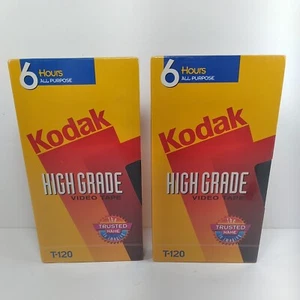 6 Hours
ALL-PURPOSE
Kodak
HIGH GRADE
VIDEO TAPE
TRUSTED
NAME
T-120
6 Hours
ALL-PURPOSE
Kodak
HIGH GRADE
VIDEO TAPE
TRUSTED
NAME
T-120